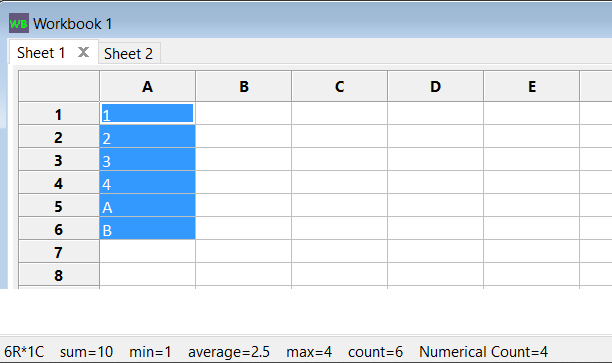 WB Workbook 1
Sheet 1 X Sheet 2
A B C D E
1 1
2 2
3 3
4 4
5 A
6 B
7
8
6R*1C sum=10 min=1 average=2.5 max=4 count=6 Numerical Count=4